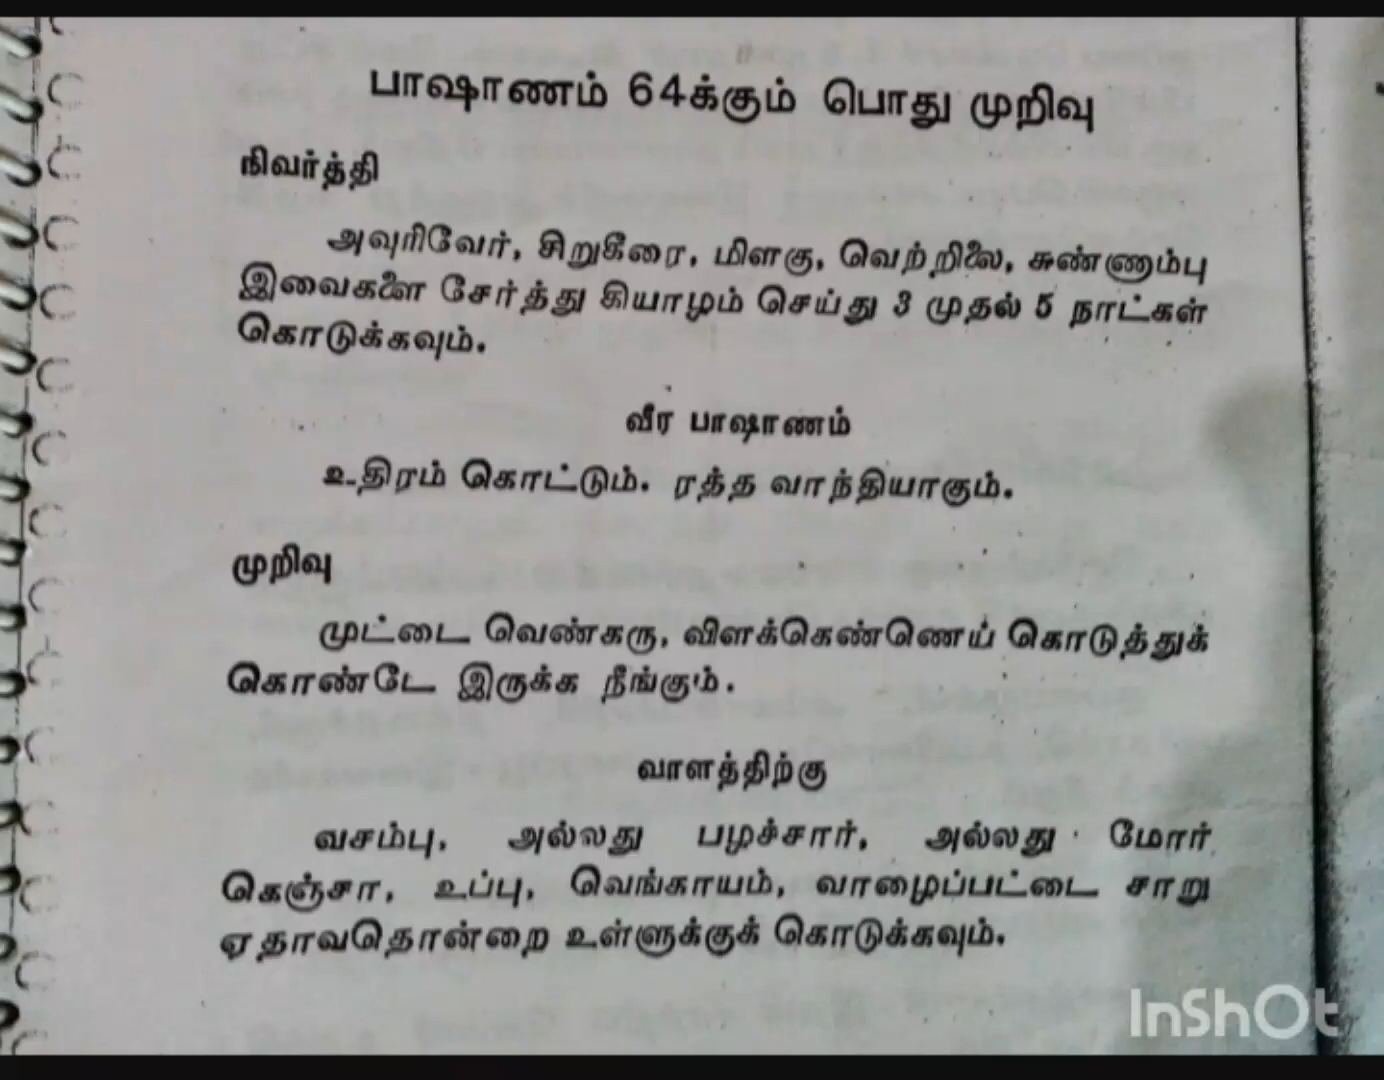 பாஷாணம் 64க்கும் பொது முறிவு
நிவர்த்தி
அவுரிவேர், சிறுகீரை, மிளகு, வெற்றிலை, சுண்ணாம்பு
இவைகளை சேர்த்து கியாழம் செய்து 3 முதல் 5 நாட்கள்
கொடுக்கவும்.
வீர பாஷாணம்
உதிரம் கொட்டும். ரத்த வாந்தியாகும்.
முறிவு
முட்டை வெண்கரு, விளக்கெண்ணெய் கொடுத்துக்
கொண்டே இருக்க நீங்கும்.
வாளத்திற்கு
வசம்பு, அல்லது பழச்சார், அல்லது மோர்
கெஞ்சா, உப்பு, வெங்காயம், வாழைப்பட்டை சாறு
ஏதாவதொன்றை உள்ளுக்குக் கொடுக்கவும்.
InShOt